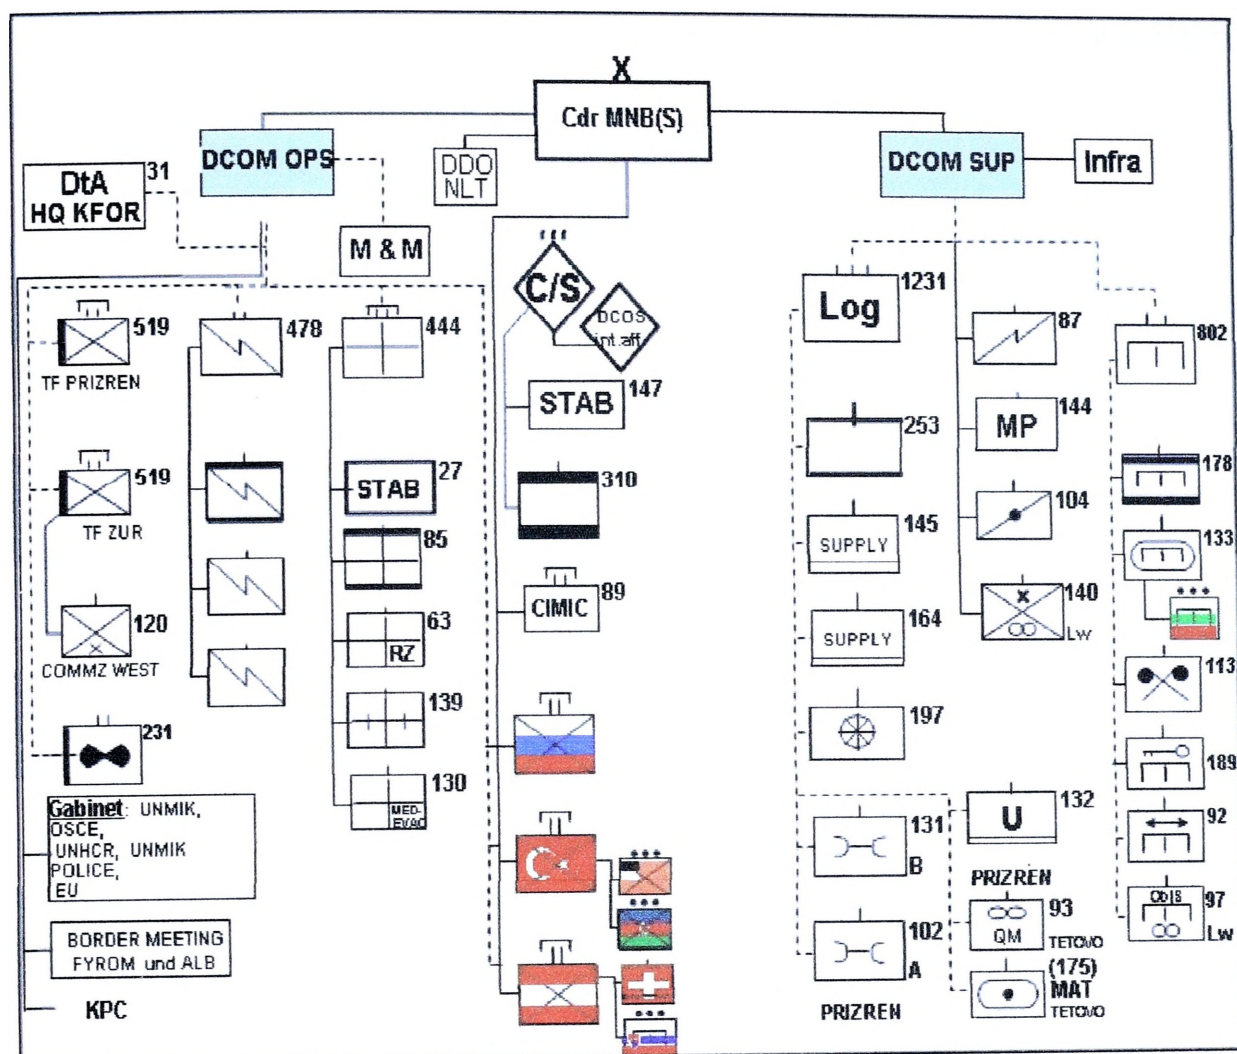 X
Cdr MNB(S)
DCOM OPS
DDO
NLT
DCOM SUP
Infra
DtA
HQ KFOR
31
M & M
C/S
DCOS
int.aff
STAB
147
310
CIMIC
89
519
TF PRIZREN
519
TF ZUR
120
COMMZ WEST
231
478
444
STAB
27
85
63
RZ
139
130
MED-
EVAC
Gabinet: UNMIK,
OSCE,
UNHCR, UNMIK
POLICE,
EU
BORDER MEETING
FYROM und ALB
KPC
Log
1231
253
SUPPLY
145
SUPPLY
164
197
131
B
102
A
PRIZREN
87
MP
144
104
X
140
Lw
U
132
PRIZREN
93
QM
TETOVO
(175)
MAT
TETOVO
802
178
133
113
189
92
ObjS
97
Lw